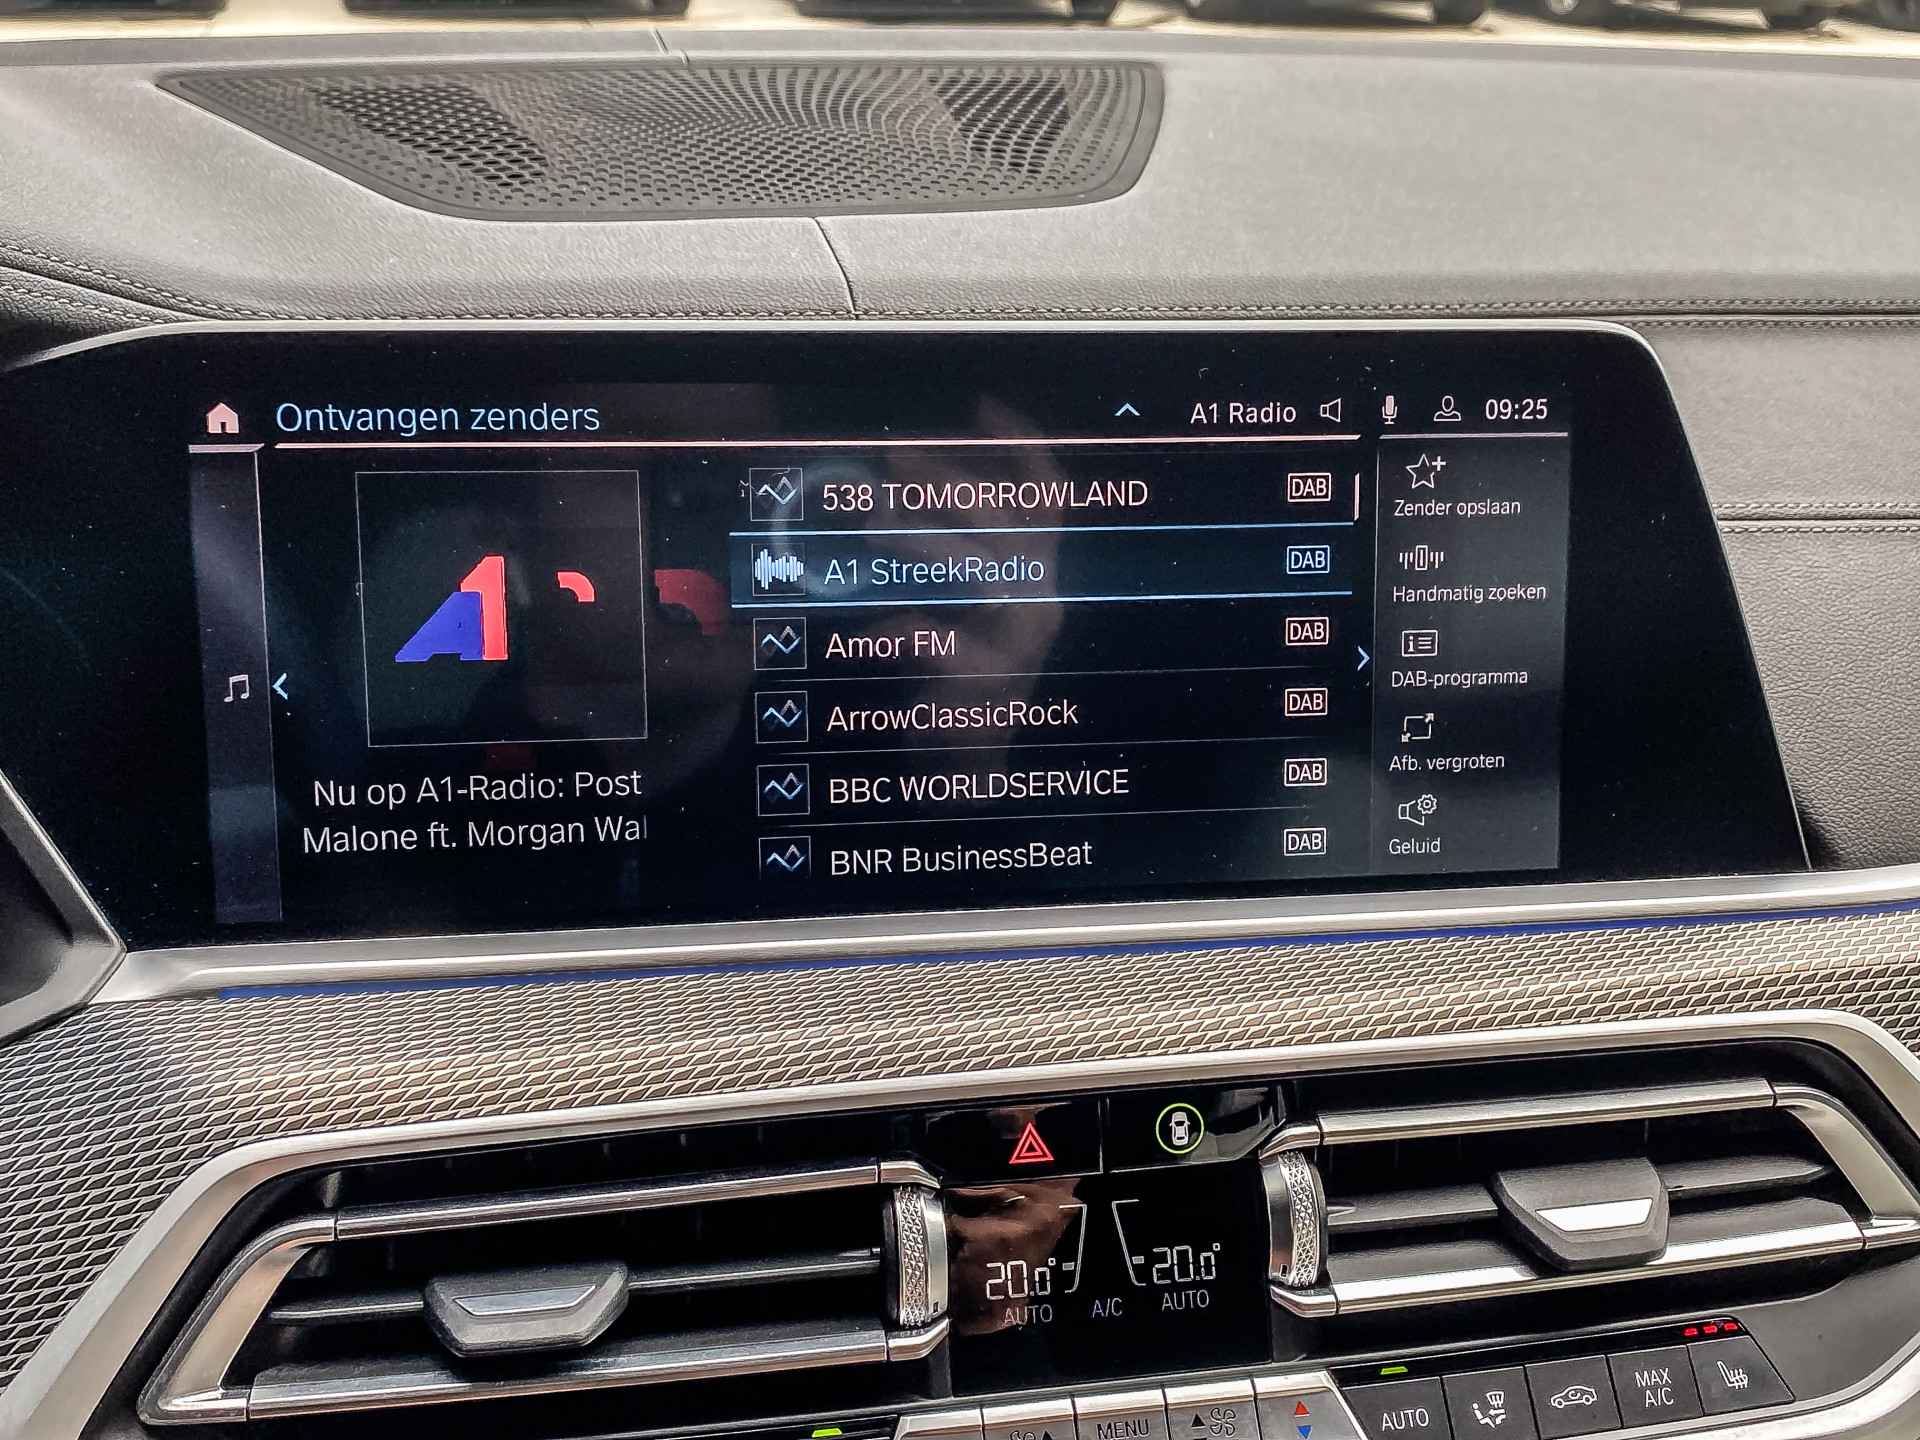 Ontvangen zenders
A1 Radio
09:25
A1
Nu op A1-Radio: Post
Malone ft. Morgan Wal
538 TOMORROWLAND DAB
A1 StreekRadio DAB
Amor FM DAB
ArrowClassicRock DAB
BBC WORLDSERVICE DAB
BNR BusinessBeat DAB
Zender opslaan
Handmatig zoeken
DAB-programma
Afb. vergroten
Geluid
20.0° 20.0°
AUTO A/C AUTO
MENU
AUTO
MAX
A/C